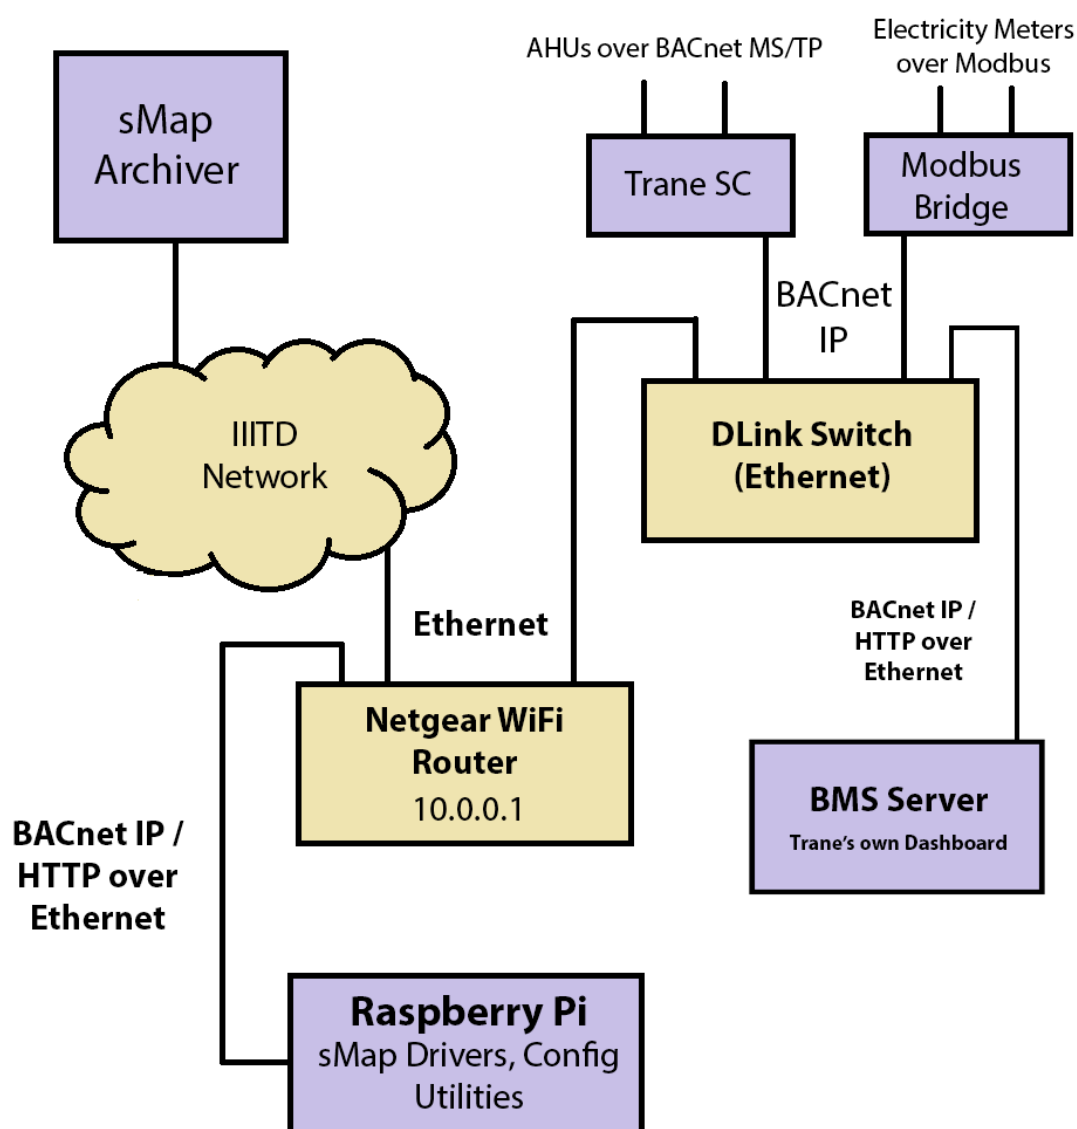 AHUs over BACnet MS/TP
Electricity Meters
over Modbus
sMap
Archiver
Trane SC
Modbus
Bridge
BACnet
IP
IIITD
Network
DLink Switch
(Ethernet)
Ethernet
BACnet IP /
HTTP over
Ethernet
Netgear WiFi
Router
10.0.0.1
BMS Server
Trane's own Dashboard
BACnet IP /
HTTP over
Ethernet
Raspberry Pi
sMap Drivers, Config
Utilities